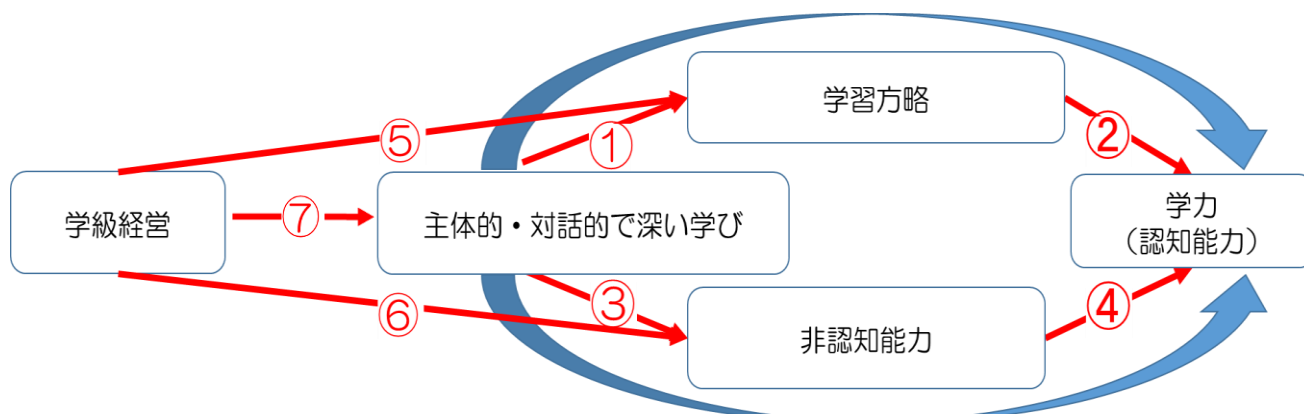 学習方略
⑤
①
②
学級経営
⑦
主体的・対話的で深い学び
学力
（認知能力）
⑥
③
④
非認知能力